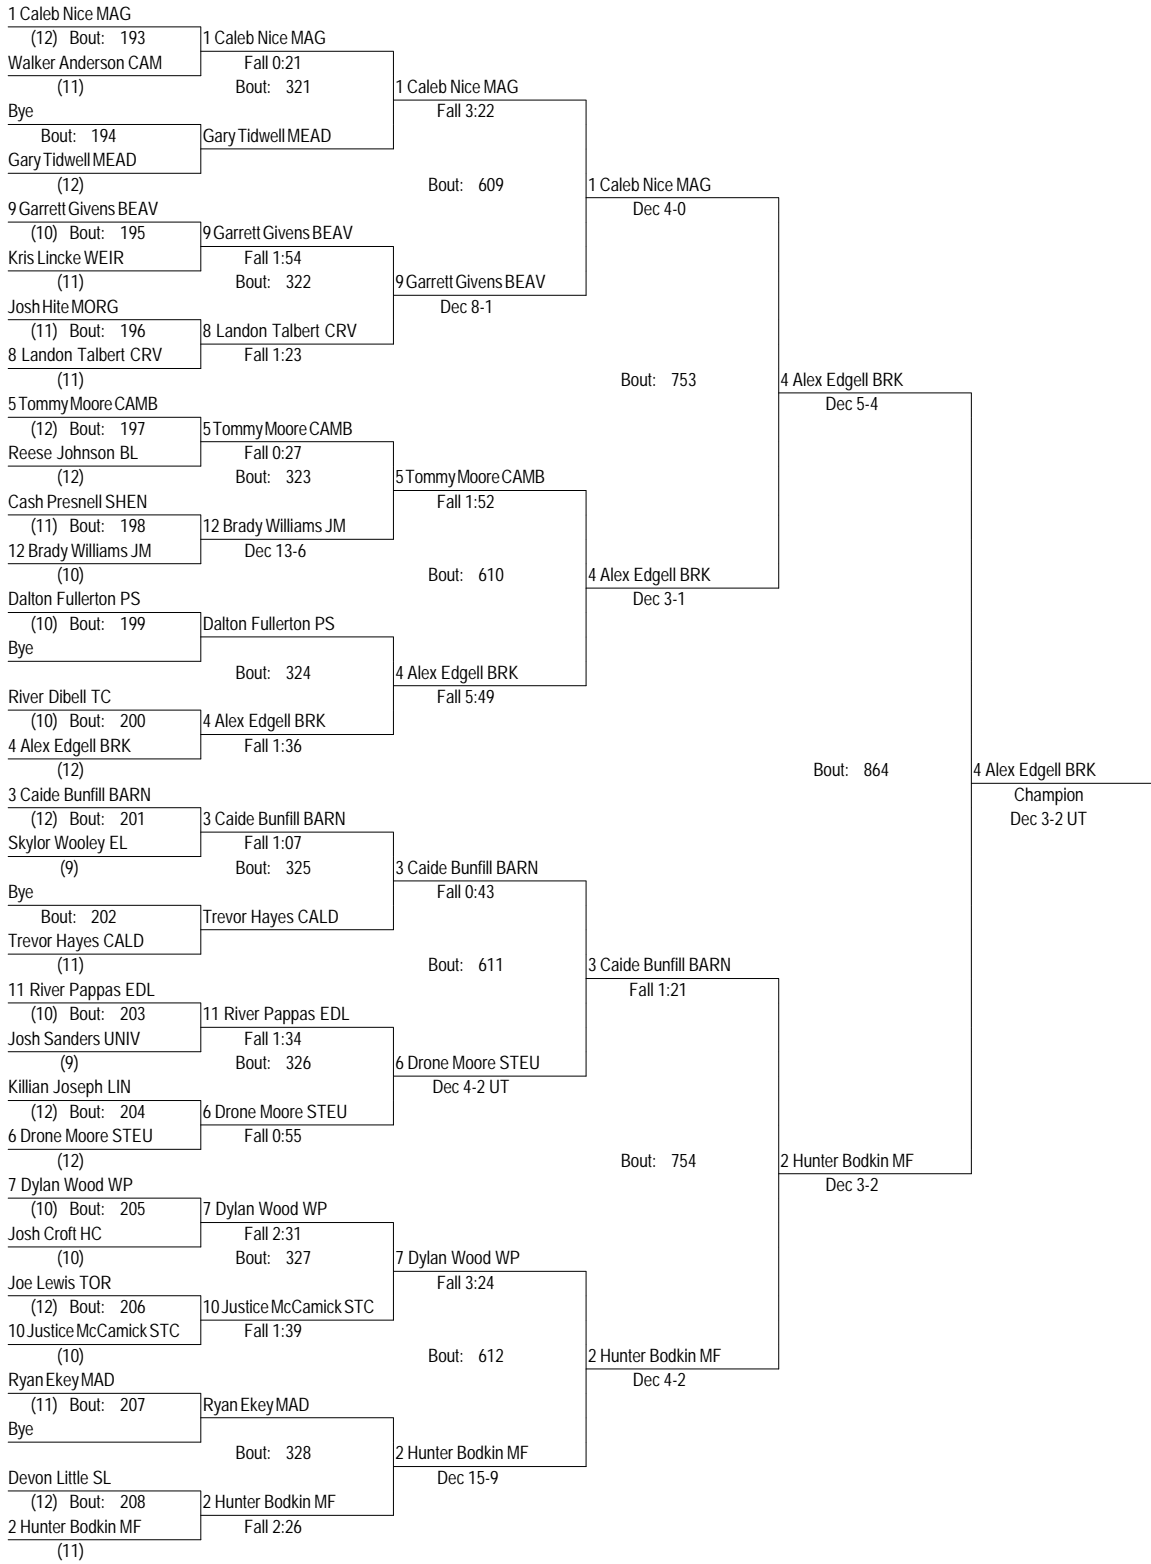 1 Caleb Nice MAG
(12) Bout: 193
1 Caleb Nice MAG
Walker Anderson CAM
Fall 0:21
(11)
Bout: 321
1 Caleb Nice MAG
Bye
Fall 3:22
Bout: 194
Gary Tidwell MEAD
Gary Tidwell MEAD
(12)
Bout: 609
1 Caleb Nice MAG
9 Garrett Givens BEAV
Dec 4-0
(10) Bout: 195
9 Garrett Givens BEAV
Kris Lincke WEIR
Fall 1:54
(11)
Bout: 322
9 Garrett Givens BEAV
Josh Hite MORG
Dec 8-1
(11) Bout: 196
8 Landon Talbert CRV
8 Landon Talbert CRV
Fall 1:23
(11)
Bout: 753
4 Alex Edgell BRK
5 Tommy Moore CAMB
Dec 5-4
(12) Bout: 197
5 Tommy Moore CAMB
Reese Johnson BL
Fall 0:27
(12)
Bout: 323
5 Tommy Moore CAMB
Cash Presnell SHEN
Fall 1:52
(11) Bout: 198
12 Brady Williams JM
12 Brady Williams JM
Dec 13-6
(10)
Bout: 610
4 Alex Edgell BRK
Dalton Fullerton PS
Dec 3-1
(10) Bout: 199
Dalton Fullerton PS
Bye
Bout: 324
4 Alex Edgell BRK
River Dibell TC
Fall 5:49
(10) Bout: 200
4 Alex Edgell BRK
4 Alex Edgell BRK
Fall 1:36
(12)
Bout: 864
4 Alex Edgell BRK
3 Caide Bunfill BARN
Champion
(12) Bout: 201
3 Caide Bunfill BARN
Dec 3-2 UT
Skylor Wooley EL
Fall 1:07
(9)
Bout: 325
3 Caide Bunfill BARN
Bye
Fall 0:43
Bout: 202
Trevor Hayes CALD
Trevor Hayes CALD
(11)
Bout: 611
3 Caide Bunfill BARN
11 River Pappas EDL
Fall 1:21
(10) Bout: 203
11 River Pappas EDL
Josh Sanders UNIV
Fall 1:34
(9)
Bout: 326
6 Drone Moore STEU
Killian Joseph LIN
Dec 4-2 UT
(12) Bout: 204
6 Drone Moore STEU
6 Drone Moore STEU
Fall 0:55
(12)
Bout: 754
2 Hunter Bodkin MF
7 Dylan Wood WP
Dec 3-2
(10) Bout: 205
7 Dylan Wood WP
Josh Croft HC
Fall 2:31
(10)
Bout: 327
7 Dylan Wood WP
Joe Lewis TOR
Fall 3:24
(12) Bout: 206
10 Justice McCamick STC
10 Justice McCamick STC
Fall 1:39
(10)
Bout: 612
2 Hunter Bodkin MF
Ryan Ekey MAD
Dec 4-2
(11) Bout: 207
Ryan Ekey MAD
Bye
Bout: 328
2 Hunter Bodkin MF
Devon Little SL
Dec 15-9
(12) Bout: 208
2 Hunter Bodkin MF
2 Hunter Bodkin MF
Fall 2:26
(11)